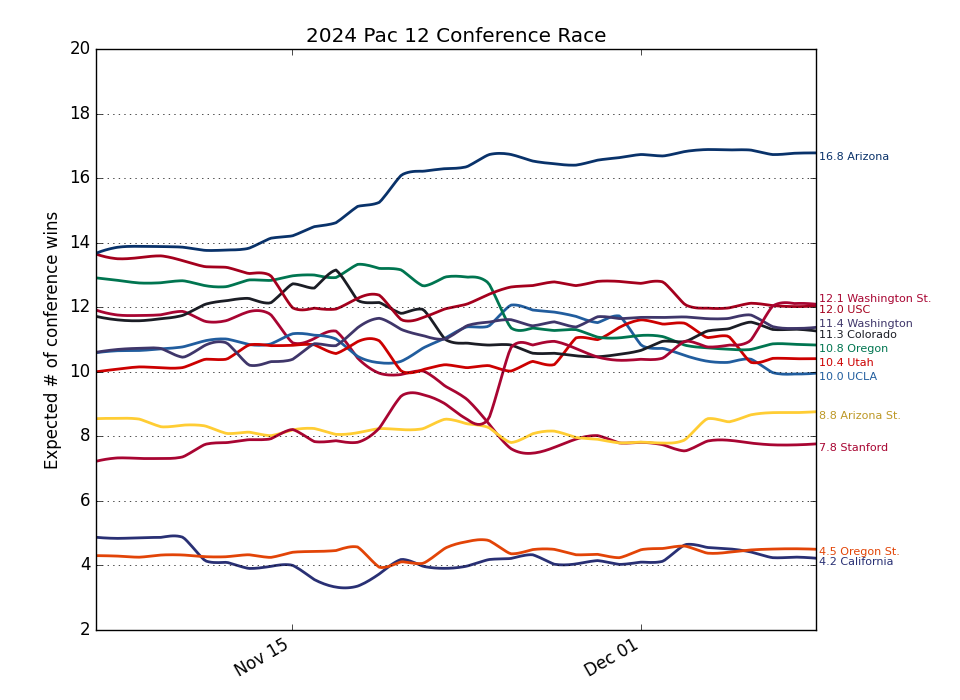 2024 Pac 12 Conference Race
Expected # of conference wins
20
18
16
14
12
10
8
6
4
2
Nov 15
Dec 01
16.8 Arizona
12.1 Washington St.
12.0 USC
11.4 Washington
11.3 Colorado
10.8 Oregon
10.4 Utah
10.0 UCLA
8.8 Arizona St.
7.8 Stanford
4.5 Oregon St.
4.2 California